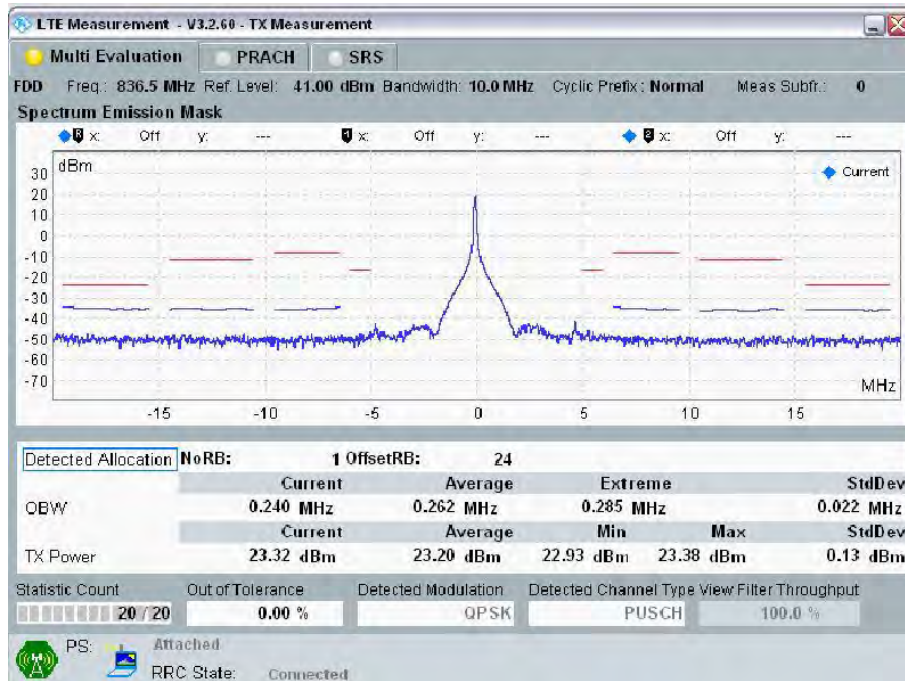 LTE Measurement - V3.2.60 - TX Measurement
Multi Evaluation PRACH SRS
FDD Freq.: 836.5 MHz Ref. Level: 41.00 dBm Bandwidth: 10.0 MHz Cyclic Prefix: Normal Meas Subfr.: 0
Spectrum Emission Mask
R x: Off y: --- 1 x: Off y: --- 2 x: Off y: ---
dBm
Current
30
20
10
0
-10
-20
-30
-40
-50
-60
-70
MHz
-15 -10 -5 0 5 10 15
Detected Allocation NoRB: 1 OffsetRB: 24
Current Average Extreme StdDev
OBW 0.240 MHz 0.262 MHz 0.285 MHz 0.022 MHz
Current Average Min Max StdDev
TX Power 23.32 dBm 23.20 dBm 22.93 dBm 23.38 dBm 0.13 dBm
Statistic Count Out of Tolerance Detected Modulation Detected Channel Type View Filter Throughput
20 / 20 0.00 % QPSK PUSCH 100.0 %
PS: Attached
RRC State: Connected